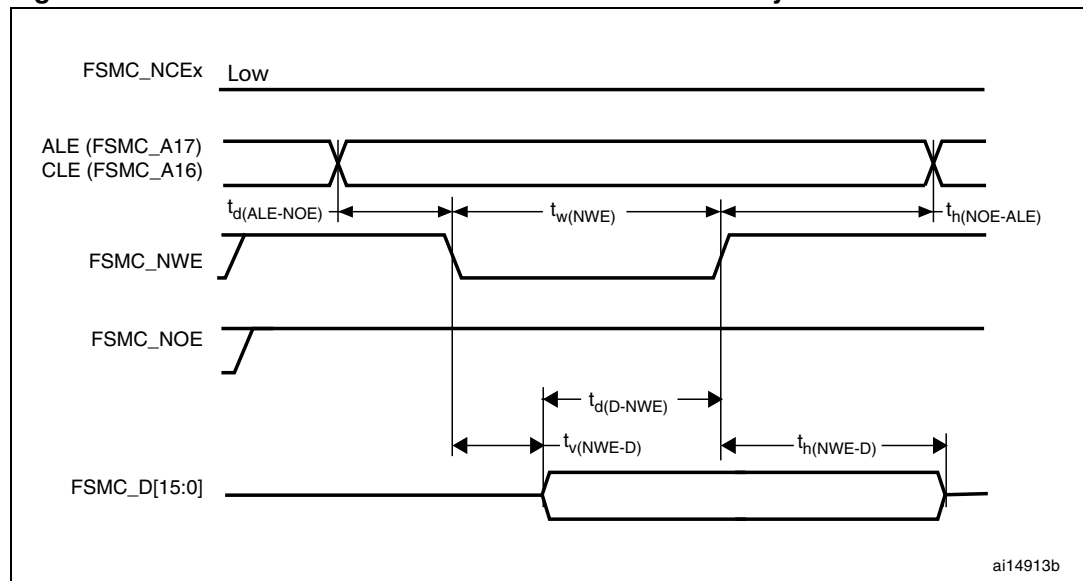 FSMC_NCEx Low
ALE (FSMC_A17)
CLE (FSMC_A16)
td(ALE-NOE) tw(NWE) th(NOE-ALE)
FSMC_NWE
FSMC_NOE
td(D-NWE)
tv(NWE-D) th(NWE-D)
FSMC_D[15:0]
ai14913b